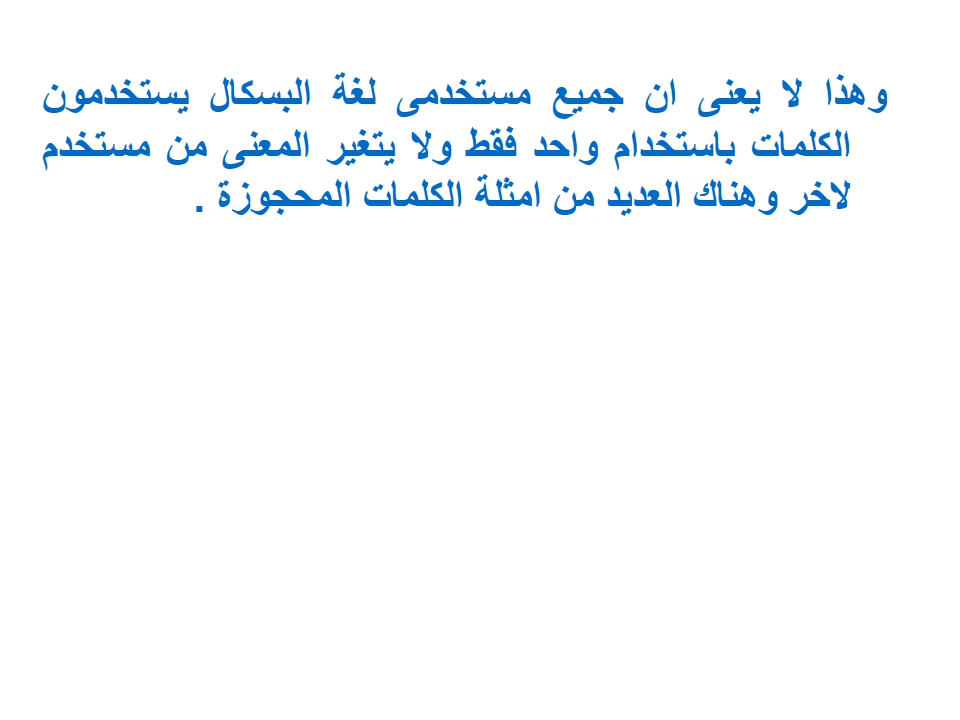 وهذا لا يعنى ان جميع مستخدمى لغة البسكال يستخدمون
الكلمات باستخدام واحد فقط ولا يتغير المعنى من مستخدم
لاخر وهناك العديد من امثلة الكلمات المحجوزة .